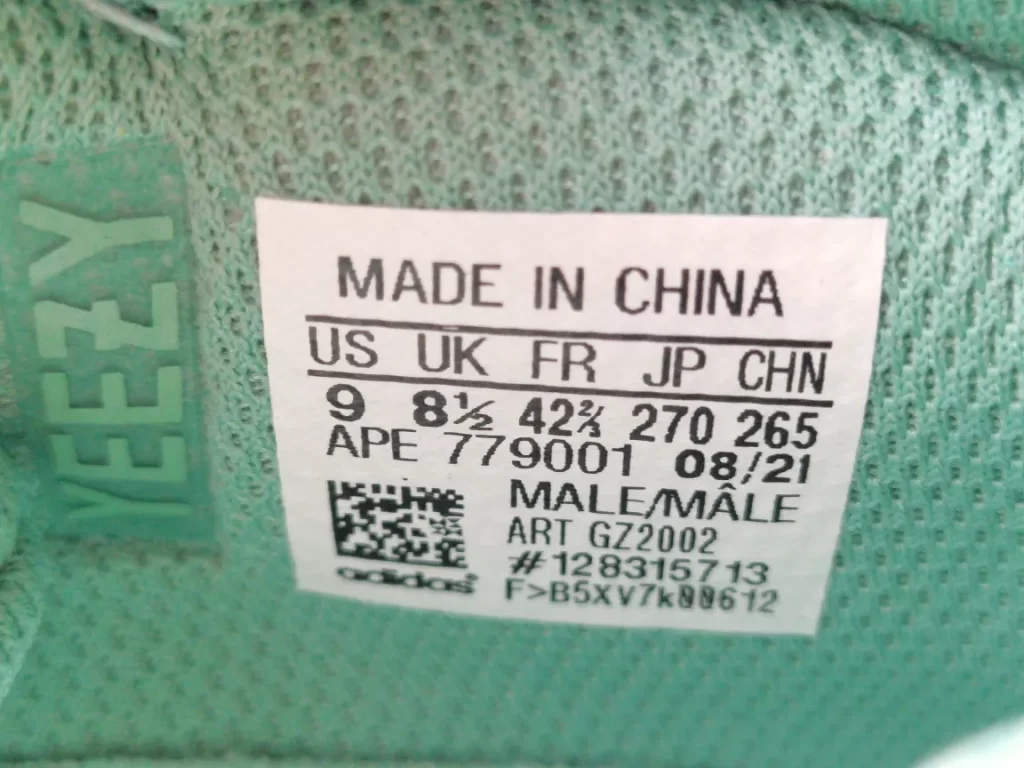 YEEZY
MADE IN CHINA
US UK FR JP CHN
9 8½ 42⅔ 270 265
APE 779001 08/21
MALE/MÂLE
ART GZ2002
#128315713
F>B5XV7k00612
adidas